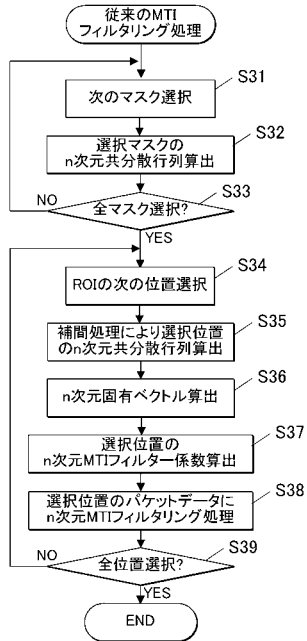 従来のMTI
フィルタリング処理
S31
次のマスク選択
S32
選択マスクの
n次元共分散行列算出
S33
NO
全マスク選択?
YES
S34
ROIの次の位置選択
S35
補間処理により選択位置
のn次元共分散行列算出
S36
n次元固有ベクトル算出
S37
選択位置の
n次元MTIフィルター係数算出
S38
選択位置のパケットデータに
n次元MTIフィルタリング処理
S39
NO
全位置選択?
YES
END